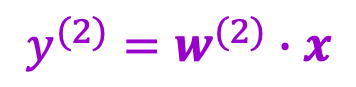 y⁽²⁾ = w⁽²⁾ · x